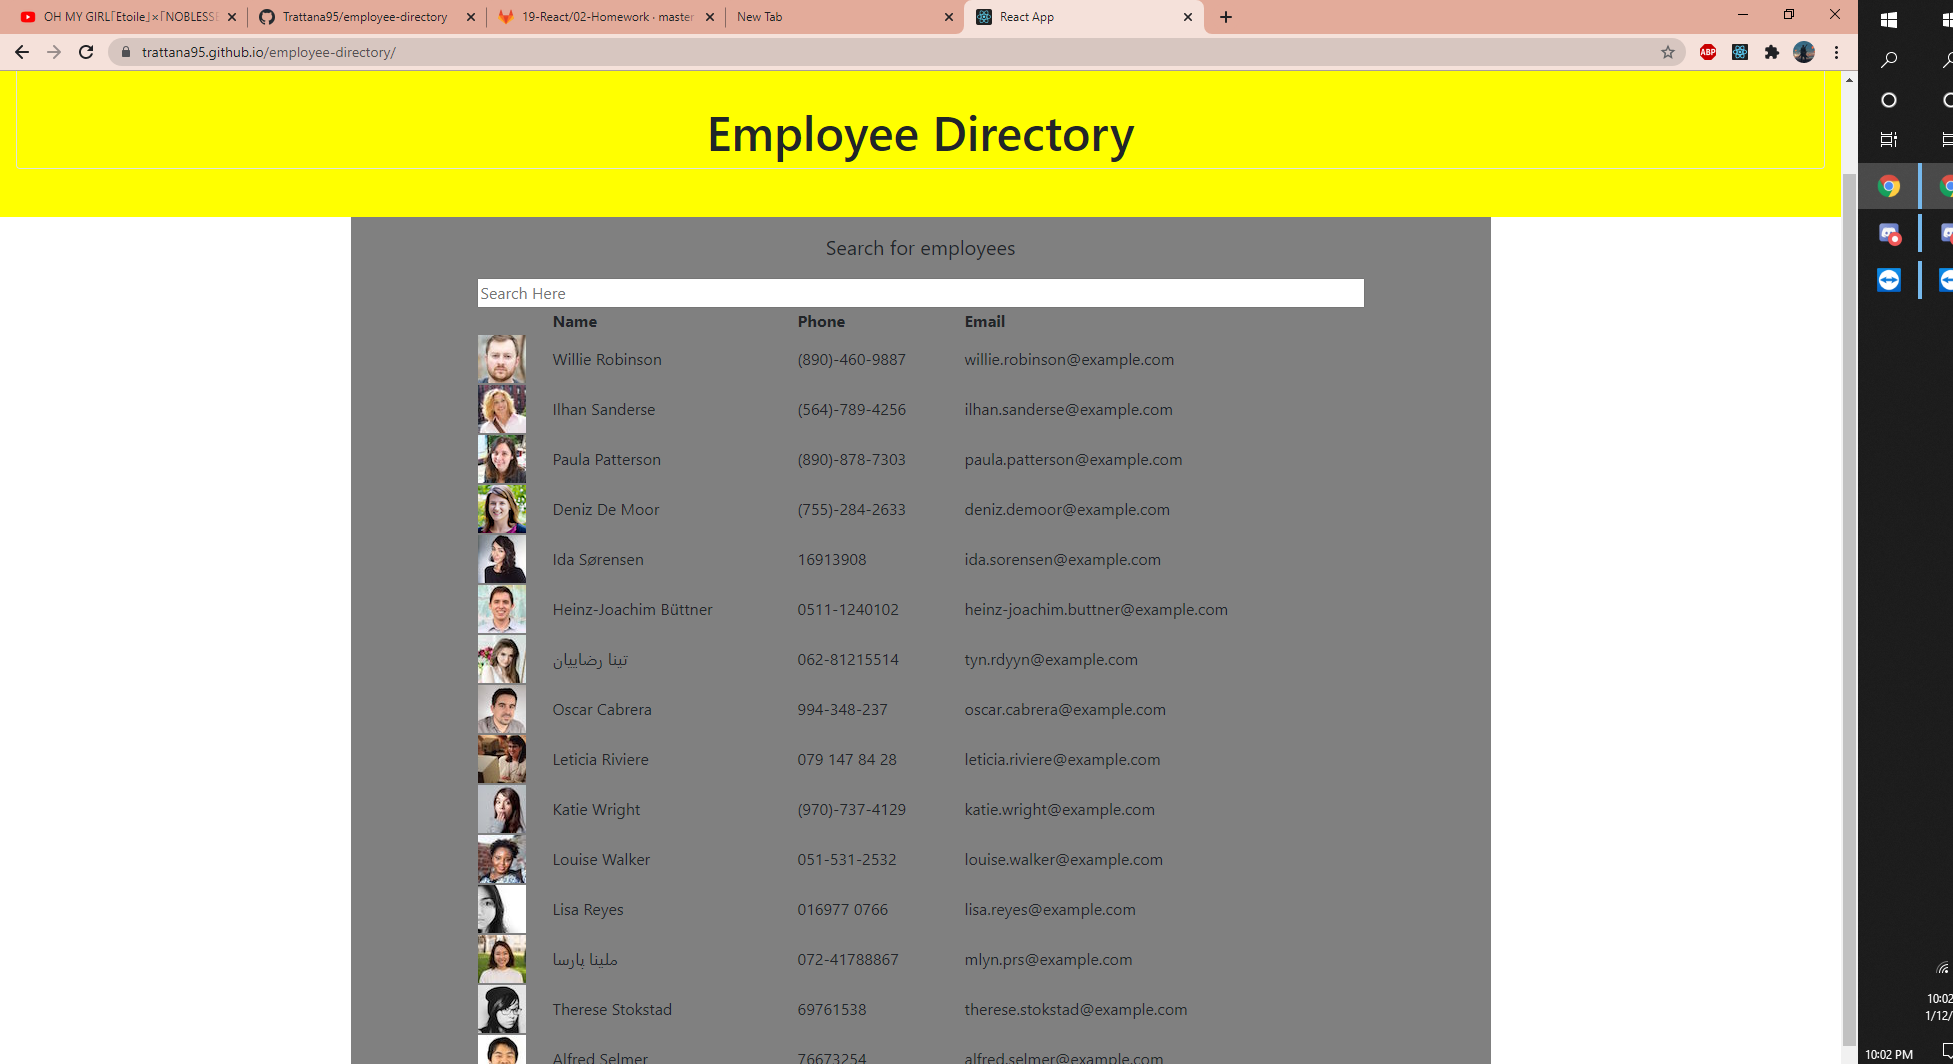 OH MY GIRL「Etoile」×「NOBLESSE
Trattana95/employee-directory
19-React/02-Homework · master
New Tab
React App
trattana95.github.io/employee-directory/
ABP
Employee Directory
Search for employees
Search Here
Name Phone Email
Willie Robinson (890)-460-9887 willie.robinson@example.com
Ilhan Sanderse (564)-789-4256 ilhan.sanderse@example.com
Paula Patterson (890)-878-7303 paula.patterson@example.com
Deniz De Moor (755)-284-2633 deniz.demoor@example.com
Ida Sørensen 16913908 ida.sorensen@example.com
Heinz-Joachim Büttner 0511-1240102 heinz-joachim.buttner@example.com
تینا رضاییان 062-81215514 tyn.rdyyn@example.com
Oscar Cabrera 994-348-237 oscar.cabrera@example.com
Leticia Riviere 079 147 84 28 leticia.riviere@example.com
Katie Wright (970)-737-4129 katie.wright@example.com
Louise Walker 051-531-2532 louise.walker@example.com
Lisa Reyes 016977 0766 lisa.reyes@example.com
ملینا پارسا 072-41788867 mlyn.prs@example.com
Therese Stokstad 69761538 therese.stokstad@example.com
Alfred Selmer 76673254 alfred.selmer@example.com
10:02
1/12/
10:02 PM